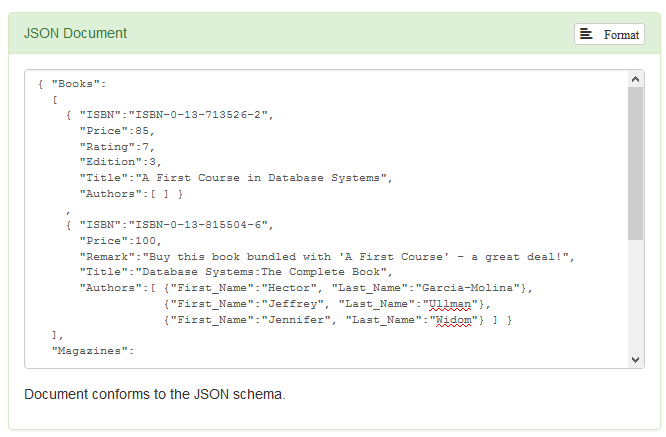 JSON Document
Format
{ "Books":
[
{ "ISBN":"ISBN-0-13-713526-2",
"Price":85,
"Rating":7,
"Edition":3,
"Title":"A First Course in Database Systems",
"Authors":[ ] }
,
{ "ISBN":"ISBN-0-13-815504-6",
"Price":100,
"Remark":"Buy this book bundled with 'A First Course' - a great deal!",
"Title":"Database Systems:The Complete Book",
"Authors":[ {"First_Name":"Hector", "Last_Name":"Garcia-Molina"},
{"First_Name":"Jeffrey", "Last_Name":"Ullman"},
{"First_Name":"Jennifer", "Last_Name":"Widom"} ] }
],
"Magazines":
Document conforms to the JSON schema.